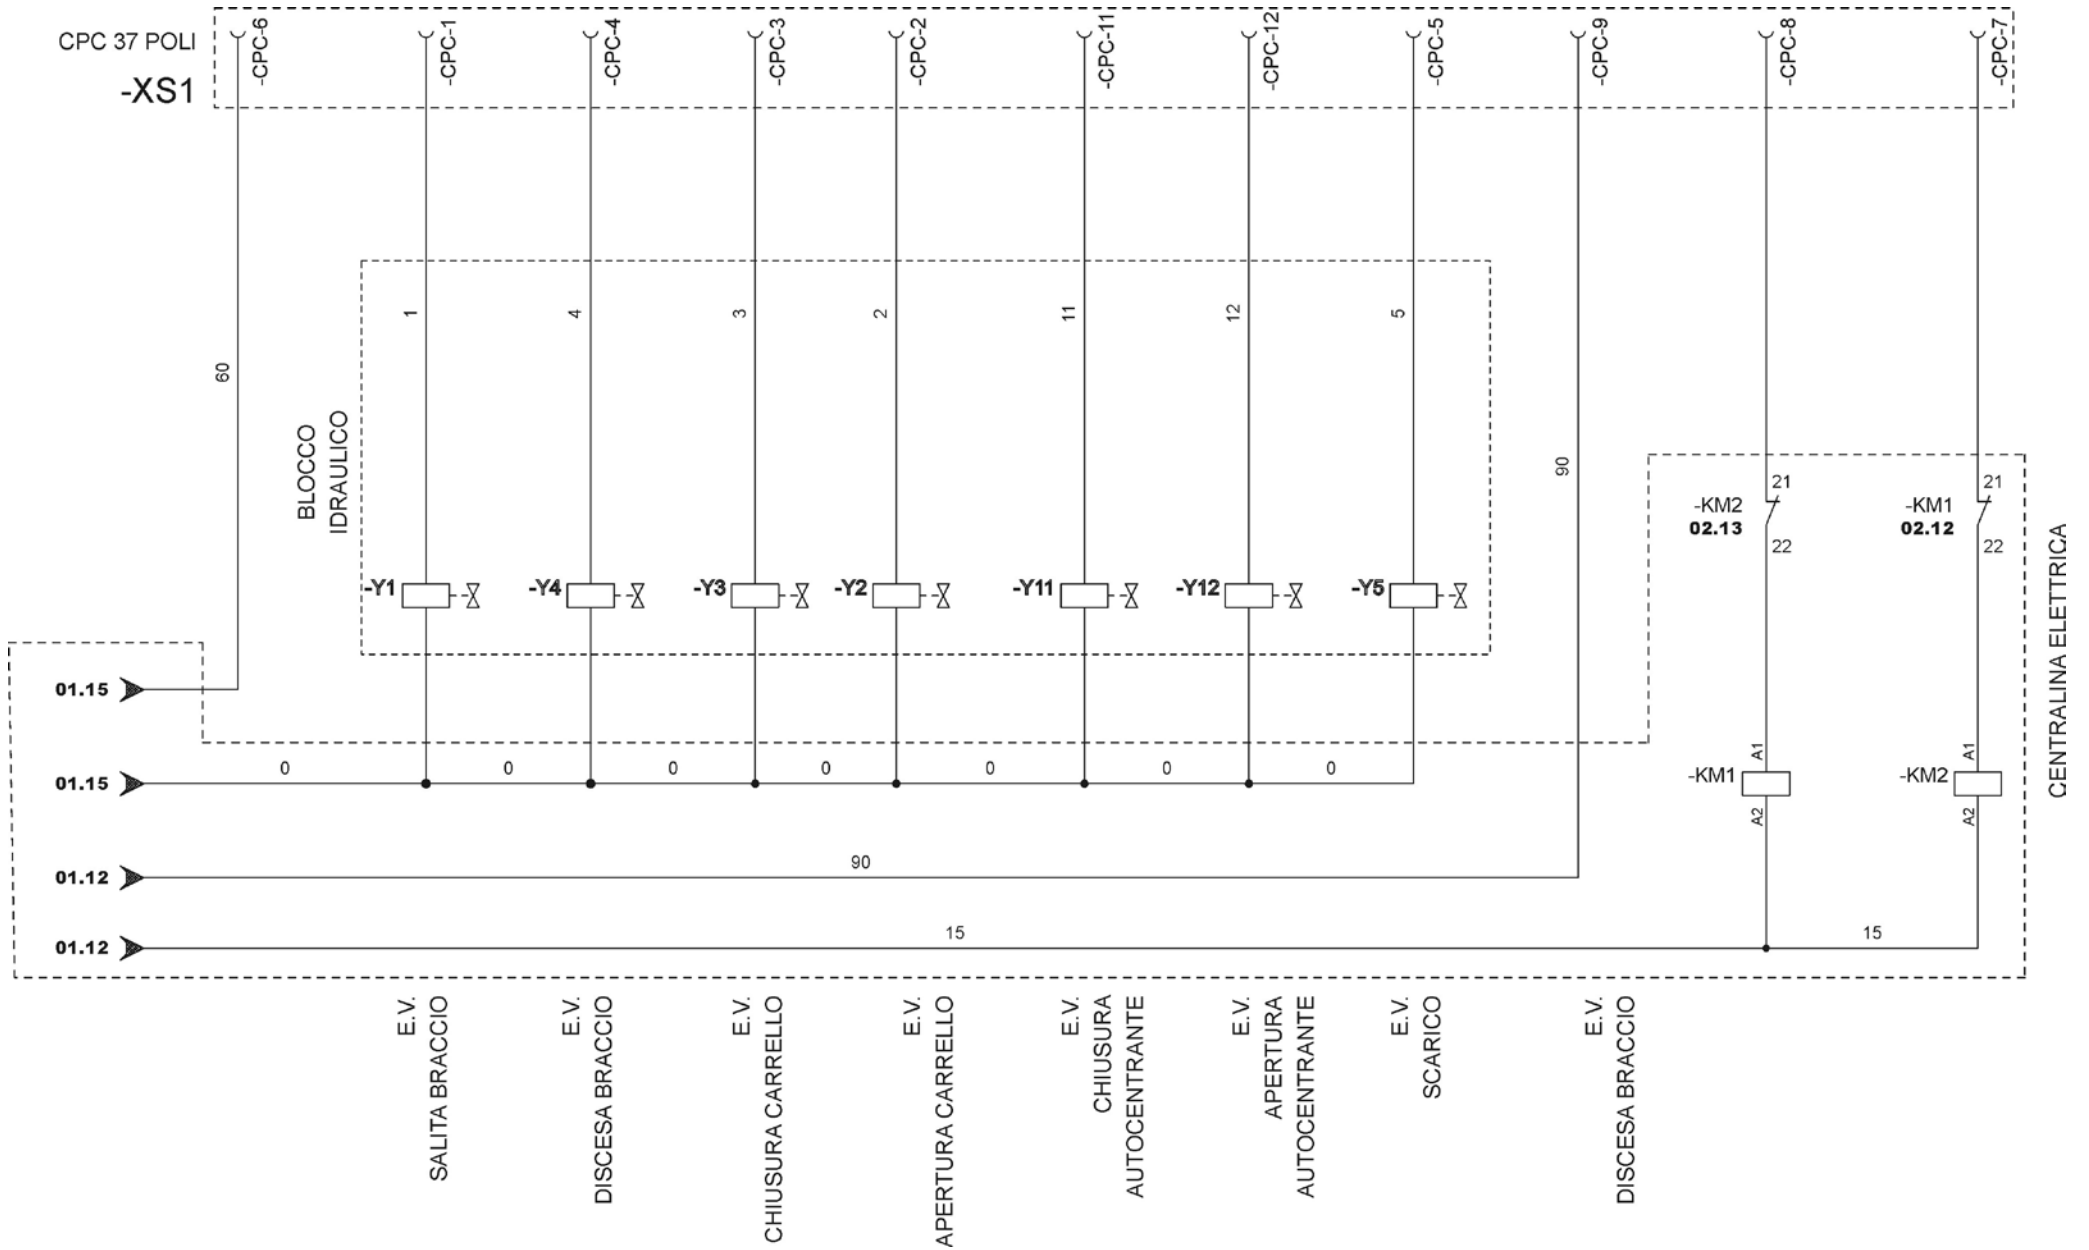 CPC 37 POLI
-XS1
-CPC-6
-CPC-1
-CPC-4
-CPC-3
-CPC-2
-CPC-11
-CPC-12
-CPC-5
-CPC-9
-CPC-8
-CPC-7
60
1
4
3
2
11
12
5
90
BLOCCO
IDRAULICO
21
-KM2
02.13
22
21
-KM1
02.12
22
CENTRALINA ELETTRICA
-Y1
-Y4
-Y3
-Y2
-Y11
-Y12
-Y5
01.15
01.15
0
0
0
0
0
0
0
A1
-KM1
A2
A1
-KM2
A2
01.12
90
01.12
15
15
E.V.
SALITA BRACCIO
E.V.
DISCESA BRACCIO
E.V.
CHIUSURA CARRELLO
E.V.
APERTURA CARRELLO
E.V.
CHIUSURA
AUTOCENTRANTE
E.V.
APERTURA
AUTOCENTRANTE
E.V.
SCARICO
E.V.
DISCESA BRACCIO